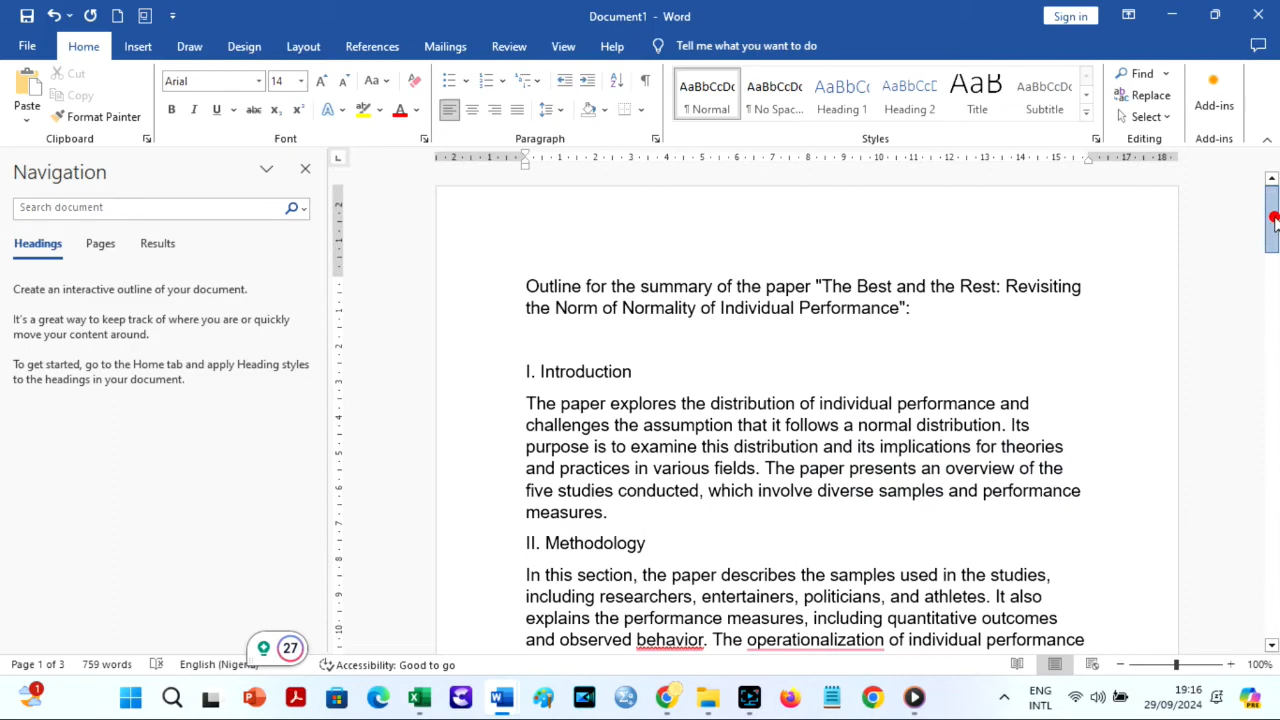 Document1 - Word
Sign in
File Home Insert Draw Design Layout References Mailings Review View Help Tell me what you want to do
Paste
Cut
Copy
Format Painter
Clipboard
Arial 14
Font
Paragraph
AaBbCcDc AaBbCcDc AaBbCc AaBbCcC AaB AaBbCcDc
¶ Normal ¶ No Spac... Heading 1 Heading 2 Title Subtitle
Styles
Find
Replace
Select
Editing
Add-ins
Add-ins
Navigation
Search document
Headings Pages Results
Create an interactive outline of your document.
It's a great way to keep track of where you are or quickly
move your content around.
To get started, go to the Home tab and apply Heading styles
to the headings in your document.
Outline for the summary of the paper "The Best and the Rest: Revisiting
the Norm of Normality of Individual Performance":
I. Introduction
The paper explores the distribution of individual performance and
challenges the assumption that it follows a normal distribution. Its
purpose is to examine this distribution and its implications for theories
and practices in various fields. The paper presents an overview of the
five studies conducted, which involve diverse samples and performance
measures.
II. Methodology
In this section, the paper describes the samples used in the studies,
including researchers, entertainers, politicians, and athletes. It also
explains the performance measures, including quantitative outcomes
and observed behavior. The operationalization of individual performance
27
Page 1 of 3 759 words English (Nigeria) Accessibility: Good to go
100%
1
ENG
INTL
19:16
29/09/2024